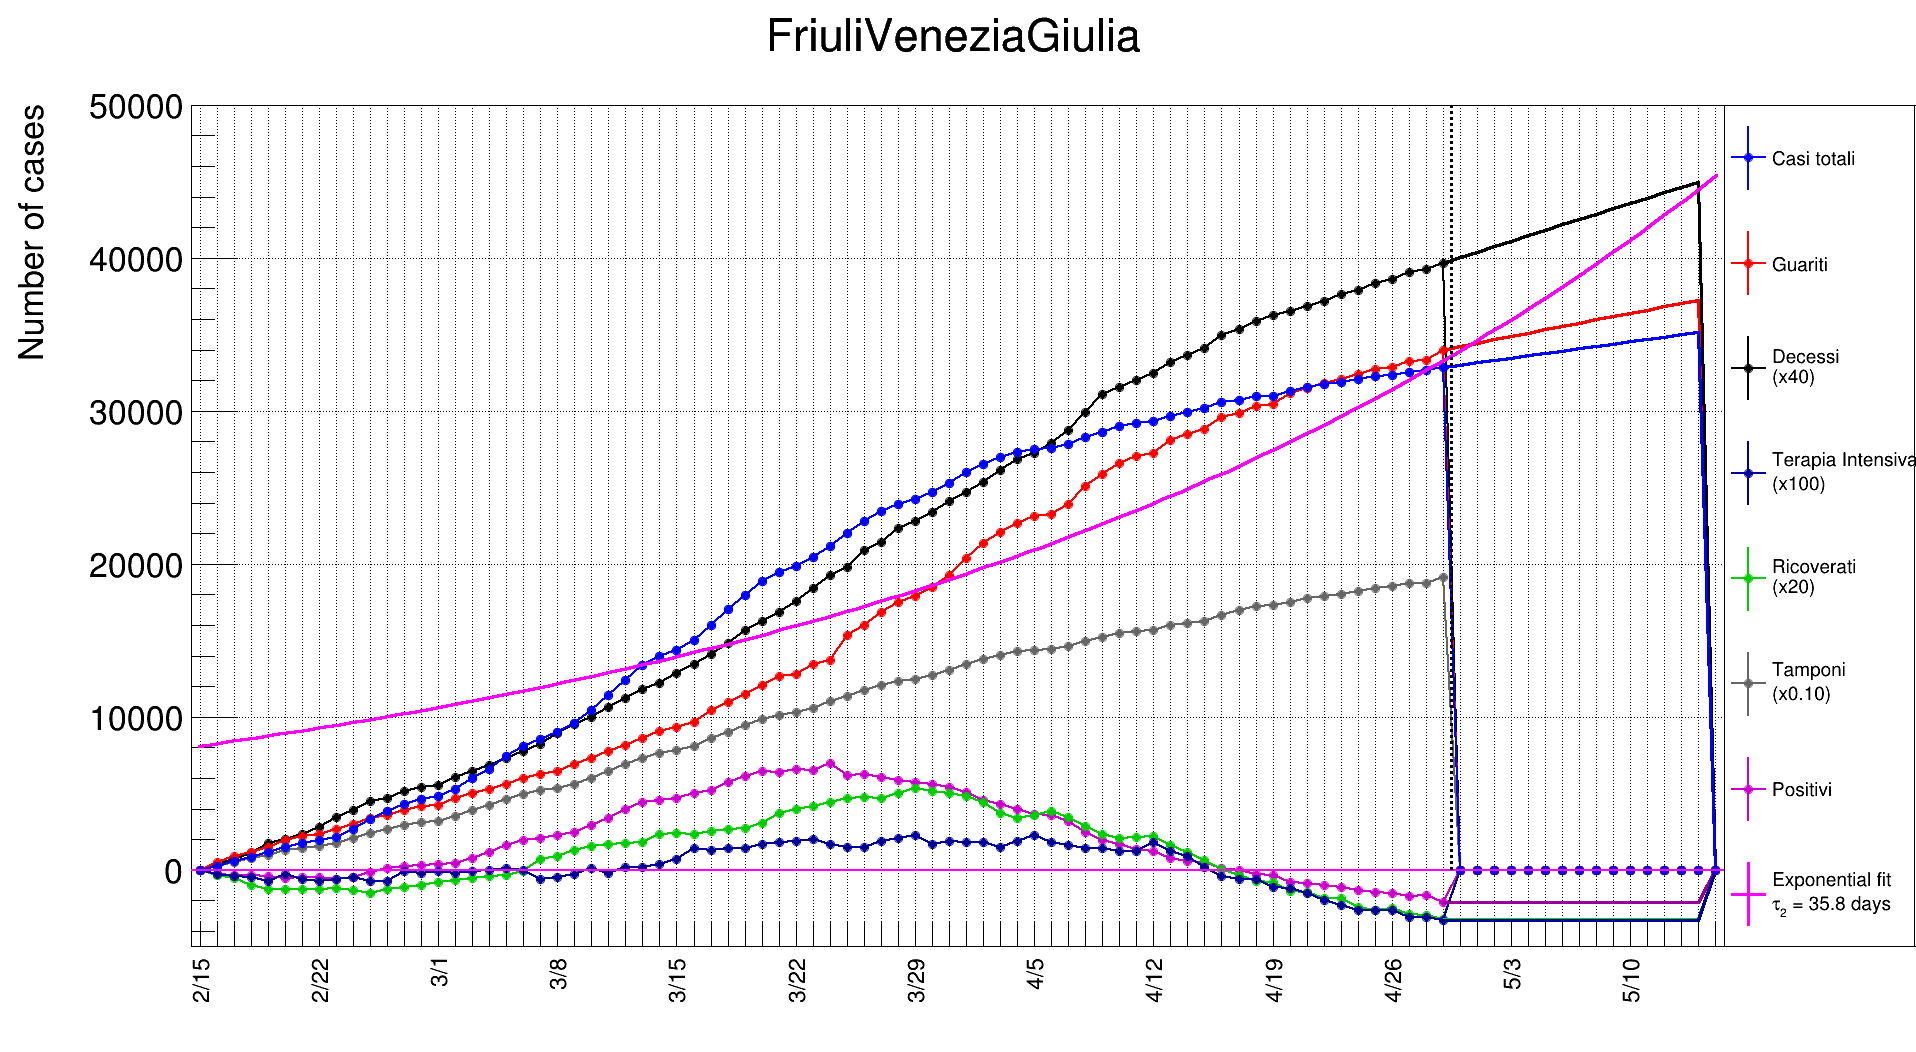 FriuliVeneziaGiulia
Number of cases
50000
40000
30000
20000
10000
0
2/15
2/22
3/1
3/8
3/15
3/22
3/29
4/5
4/12
4/19
4/26
5/3
5/10
Casi totali
Guariti
Decessi
(x40)
Terapia Intensiva
(x100)
Ricoverati
(x20)
Tamponi
(x0.10)
Positivi
Exponential fit
τ2 = 35.8 days